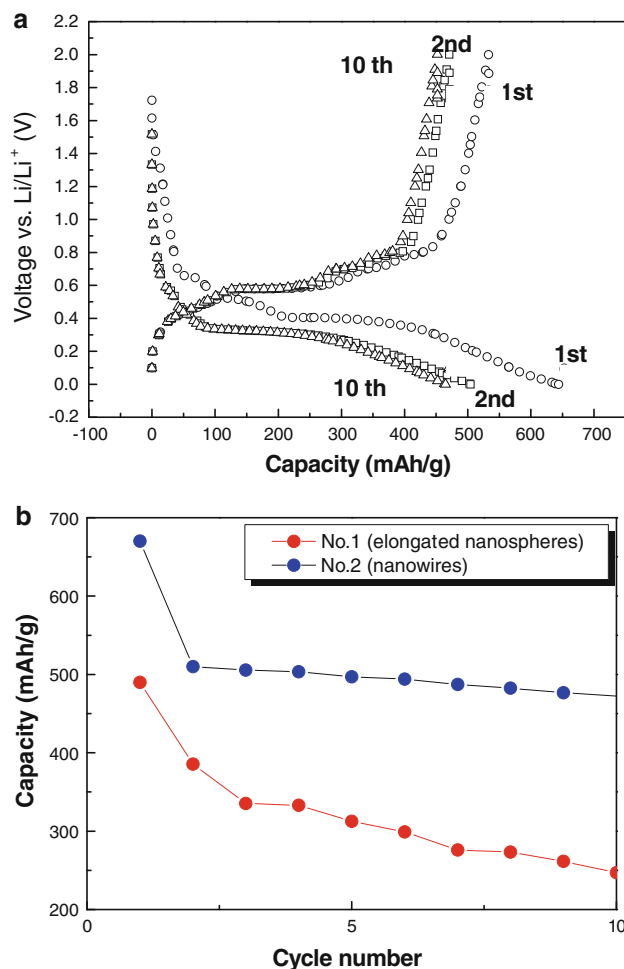 a
2.2
2.0
1.8
1.6
1.4
1.2
1.0
0.8
0.6
0.4
0.2
0.0
-0.2
Voltage vs. Li/Li+ (V)
10 th
2nd
1st
1st
10 th
2nd
-100 0 100 200 300 400 500 600 700
Capacity (mAh/g)
b
700
600
500
400
300
200
Capacity (mAh/g)
No.1 (elongated nanospheres)
No.2 (nanowires)
0 5 10
Cycle number